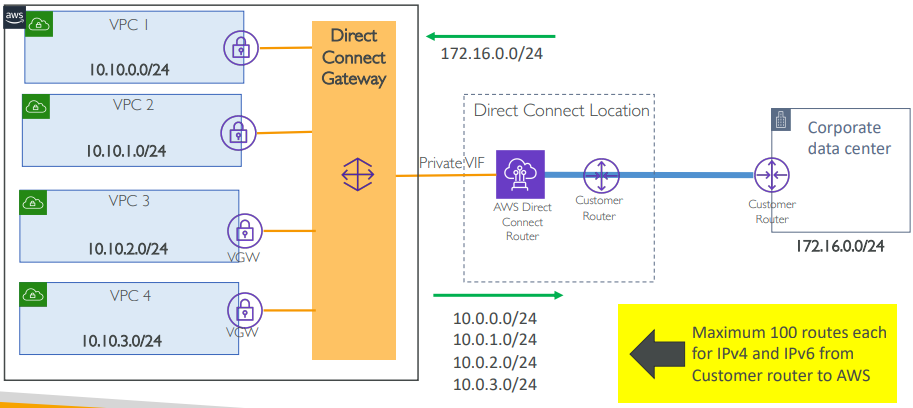 aws
VPC 1
10.10.0.0/24
VPC 2
10.10.1.0/24
VPC 3
10.10.2.0/24
VGW
VPC 4
10.10.3.0/24
VGW
Direct
Connect
Gateway
172.16.0.0/24
Direct Connect Location
Private VIF
AWS Direct
Connect
Router
Customer
Router
Corporate
data center
Customer
Router
172.16.0.0/24
10.0.0.0/24
10.0.1.0/24
10.0.2.0/24
10.0.3.0/24
Maximum 100 routes each
for IPv4 and IPv6 from
Customer router to AWS